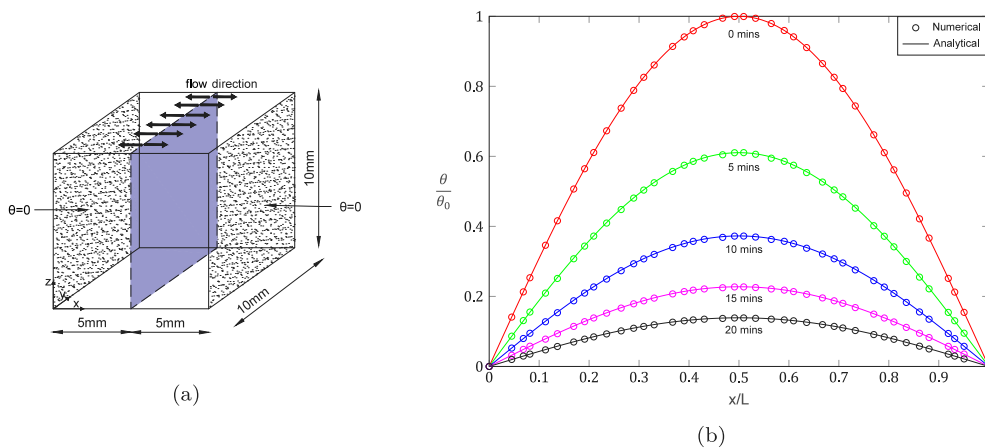 flow direction
10mm
θ=0
θ=0
z
y
x
10mm
5mm
5mm
(a)
Numerical
Analytical
0 mins
5 mins
10 mins
15 mins
20 mins
1
0.8
0.6
0.4
0.2
0
θ
θ0
0
0.1
0.2
0.3
0.4
0.5
0.6
0.7
0.8
0.9
x/L
(b)